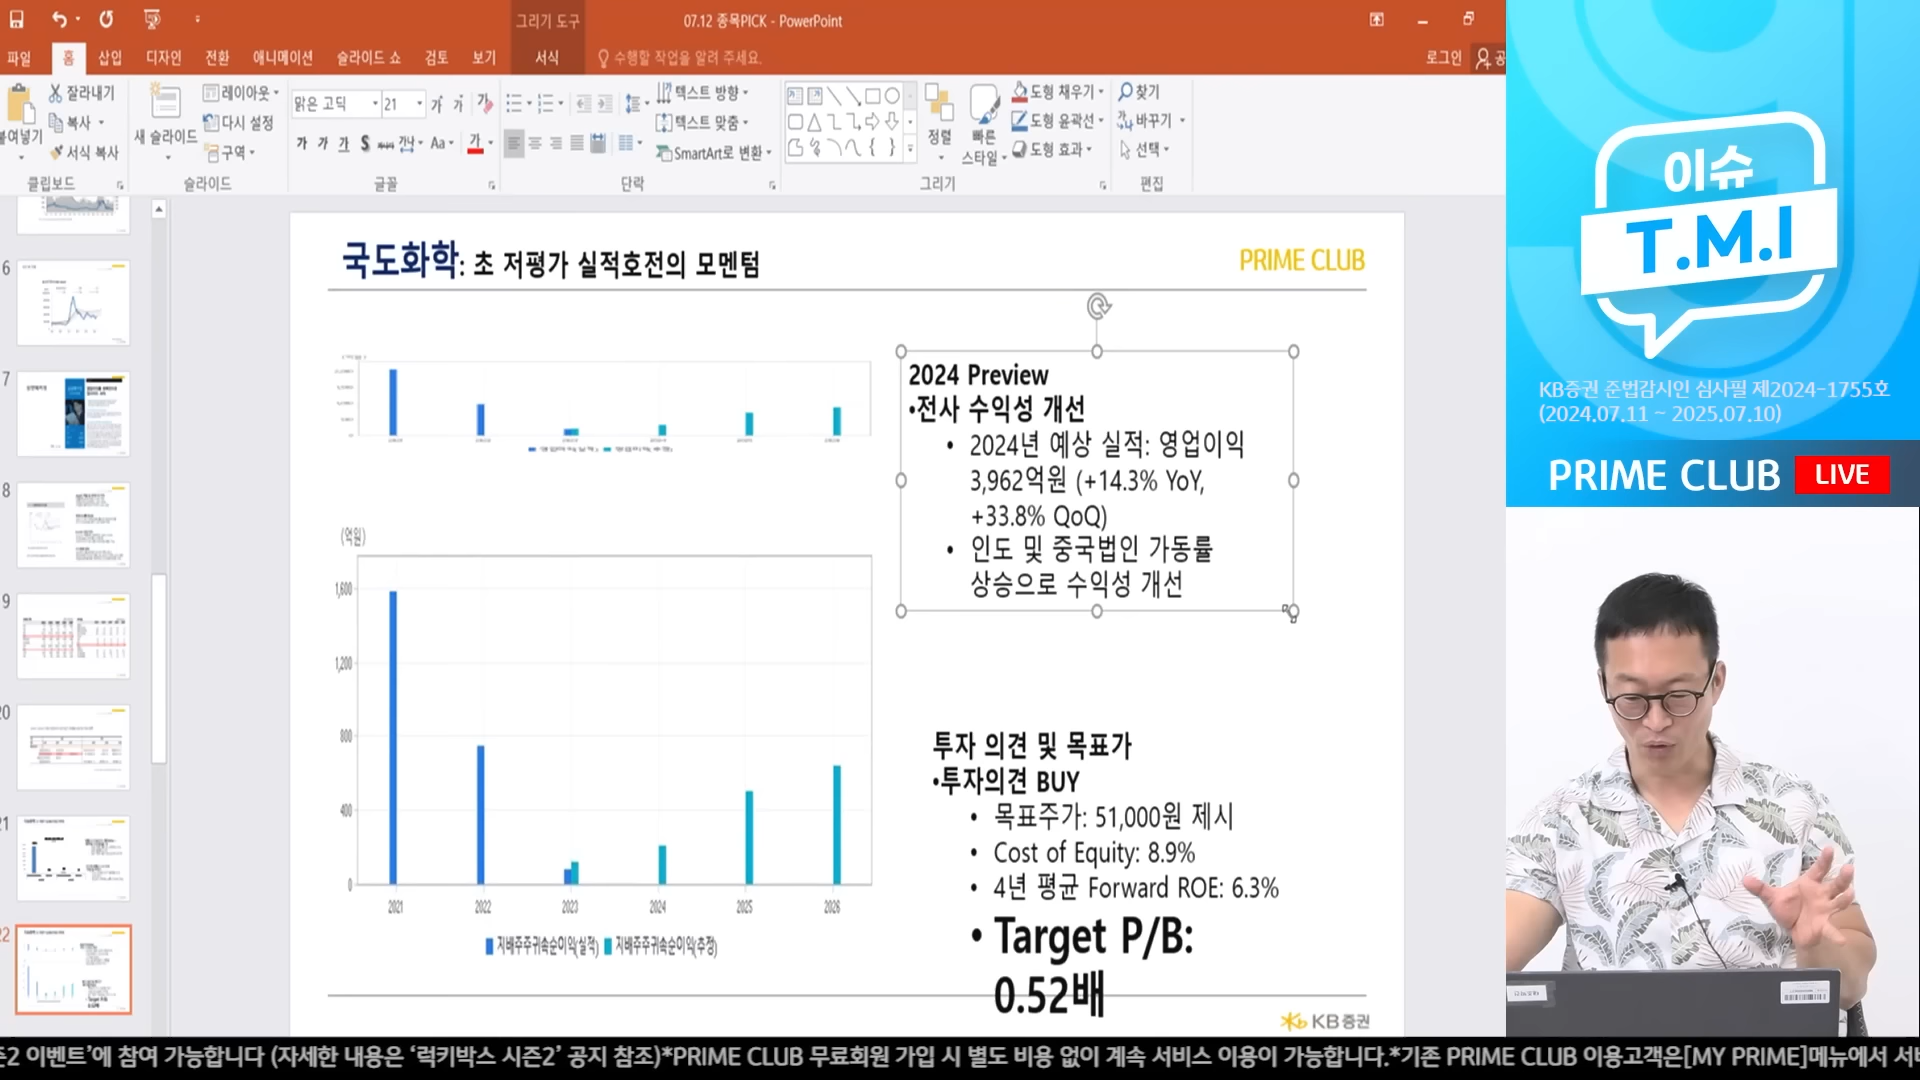 그리기 도구
07.12 종목PICK - PowerPoint
파일
홈
삽입
디자인
전환
애니메이션
슬라이드 쇼
검토
보기
서식
수행할 작업을 알려 주세요.
로그인
공
붙여넣기
잘라내기
복사
서식 복사
클립보드
새 슬라이드
레이아웃
다시 설정
구역
슬라이드
맑은 고딕
21
글꼴
텍스트 방향
텍스트 맞춤
SmartArt로 변환
단락
정렬
빠른
스타일
도형 채우기
도형 윤곽선
도형 효과
그리기
찾기
바꾸기
선택
편집
6
7
8
9
20
21
22
국도화학: 초 저평가 실적호전의 모멘텀
PRIME CLUB
2024 Preview
•전사 수익성 개선
• 2024년 예상 실적: 영업이익
3,962억원 (+14.3% YoY,
+33.8% QoQ)
• 인도 및 중국법인 가동률
상승으로 수익성 개선
(억원)
1,600
1,200
800
400
0
2021
2022
2023
2024
2025
2026
지배주주귀속순이익(실적)
지배주주귀속순이익(추정)
투자 의견 및 목표가
•투자의견 BUY
• 목표주가: 51,000원 제시
• Cost of Equity: 8.9%
• 4년 평균 Forward ROE: 6.3%
• Target P/B:
0.52배
KB증권
이슈
T.M.I
KB증권 준법감시인 심사필 제2024-1755호
(2024.07.11 ~ 2025.07.10)
PRIME CLUB LIVE
즌2 이벤트'에 참여 가능합니다 (자세한 내용은 ‘럭키박스 시즌2’ 공지 참조)*PRIME CLUB 무료회원 가입 시 별도 비용 없이 계속 서비스 이용이 가능합니다.*기존 PRIME CLUB 이용고객은[MY PRIME]메뉴에서 서비